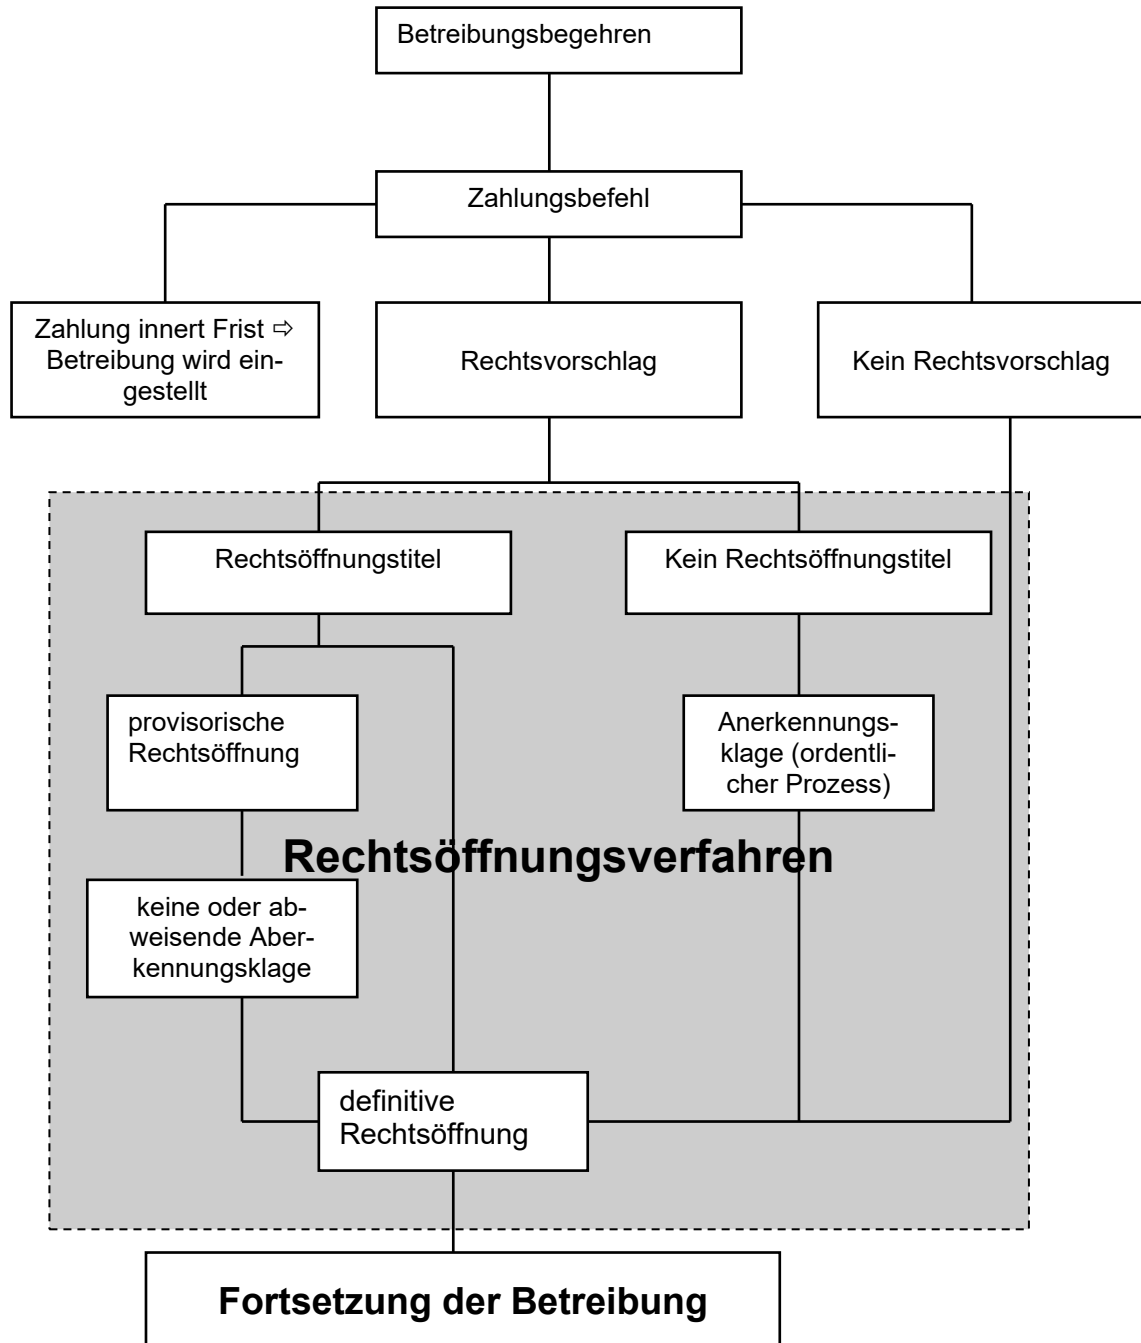 Betreibungsbegehren
Zahlungsbefehl
Zahlung innert Frist ⇨
Betreibung wird ein-
gestellt
Rechtsvorschlag
Kein Rechtsvorschlag
Rechtsöffnungstitel
Kein Rechtsöffnungstitel
provisorische
Rechtsöffnung
Anerkennungs-
klage (ordentli-
cher Prozess)
Rechtsöffnungsverfahren
keine oder ab-
weisende Aber-
kennungsklage
definitive
Rechtsöffnung
Fortsetzung der Betreibung